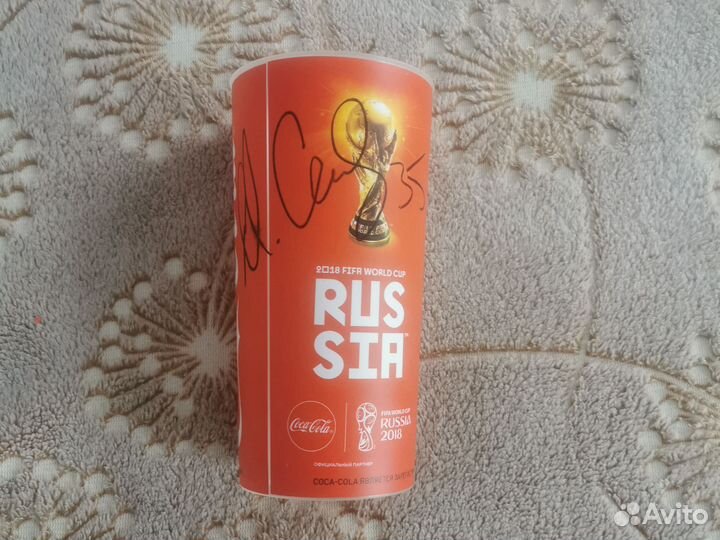 35
2018 FIFA WORLD CUP
RUS
SIA
Coca-Cola
FIFA WORLD CUP
RUSSIA
2018
ОФИЦИАЛЬНЫЙ ПАРТНЕР
COCA-COLA ЯВЛЯЕТСЯ
Avito